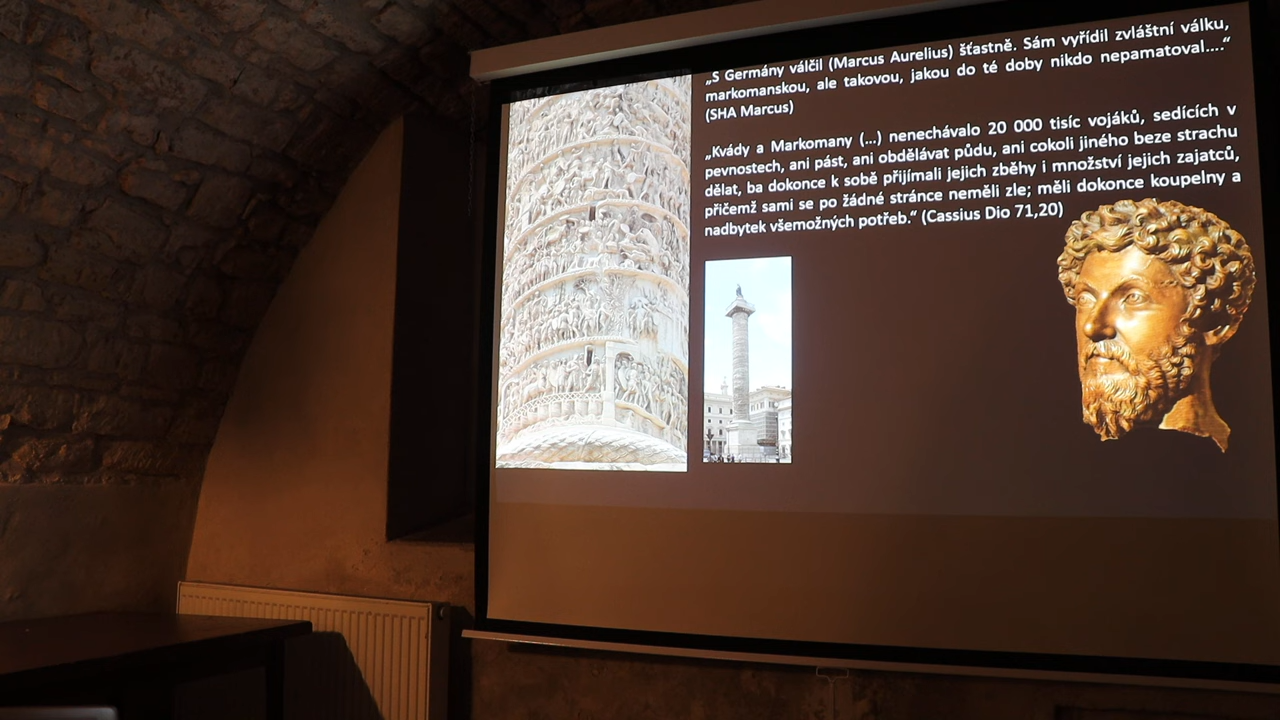 „S Germány válčil (Marcus Aurelius) šťastně. Sám vyřídil zvláštní válku,
markomanskou, ale takovou, jakou do té doby nikdo nepamatoval....“
(SHA Marcus)
„Kvády a Markomany (...) nenechávalo 20 000 tisíc vojáků, sedících v
pevnostech, ani pást, ani obdělávat půdu, ani cokoli jiného beze strachu
dělat, ba dokonce k sobě přijímali jejich zběhy i množství jejich zajatců,
přičemž sami se po žádné stránce neměli zle; měli dokonce koupelny a
nadbytek všemožných potřeb.“ (Cassius Dio 71,20)